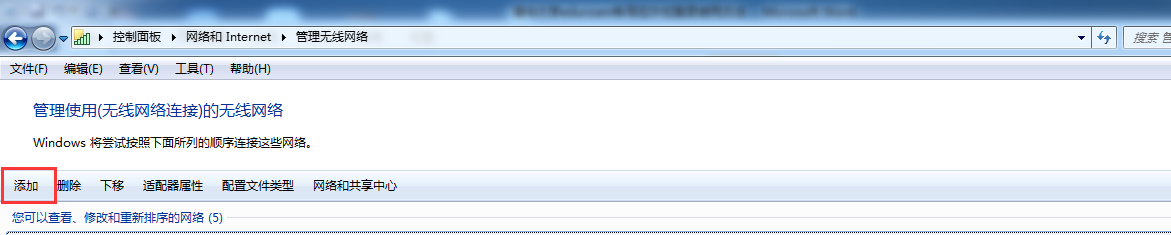 控制面板 ▸ 网络和 Internet ▸ 管理无线网络
搜索 管
文件(F) 编辑(E) 查看(V) 工具(T) 帮助(H)
管理使用(无线网络连接)的无线网络
Windows 将尝试按照下面所列的顺序连接这些网络。
添加 删除 下移 适配器属性 配置文件类型 网络和共享中心
您可以查看、修改和重新排序的网络 (5)